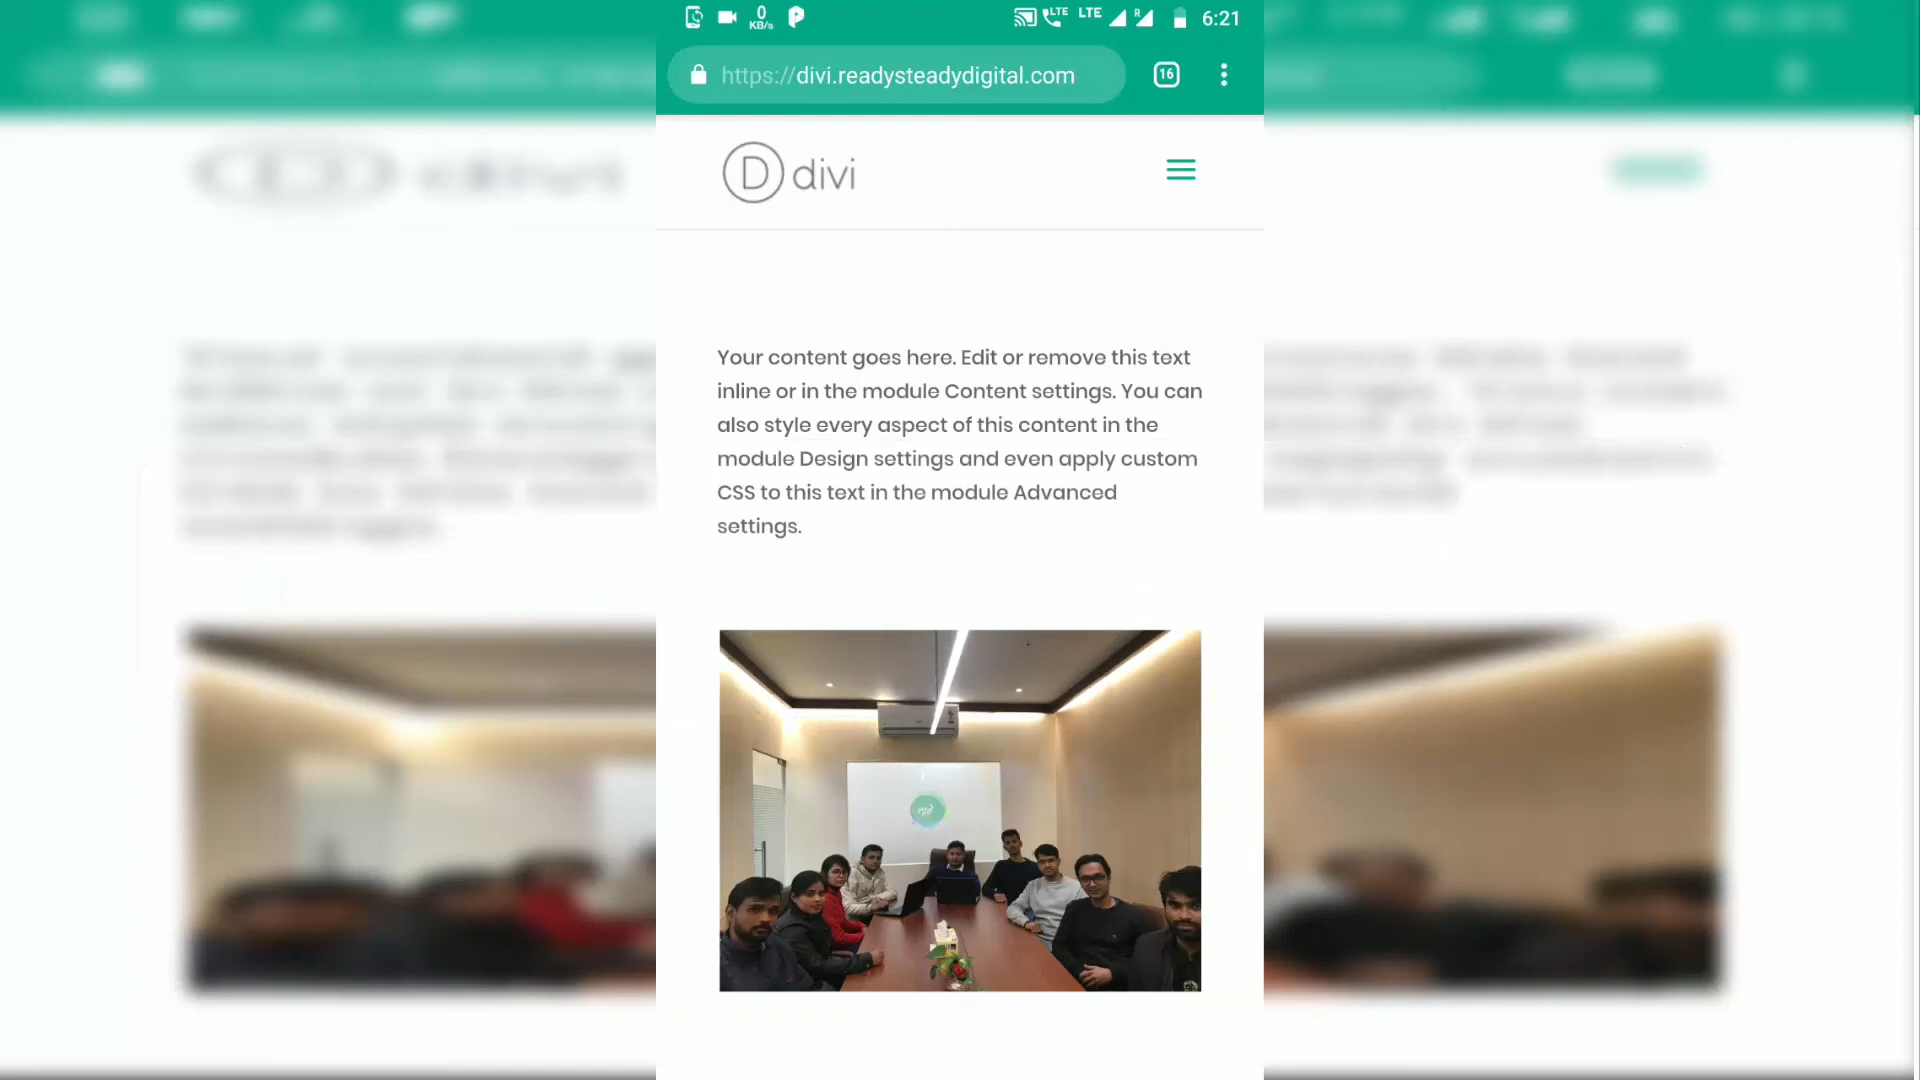 0 KB/s LTE LTE R 6:21
https://divi.readysteadydigital.com 16
D divi
Your content goes here. Edit or remove this text
inline or in the module Content settings. You can
also style every aspect of this content in the
module Design settings and even apply custom
CSS to this text in the module Advanced
settings.